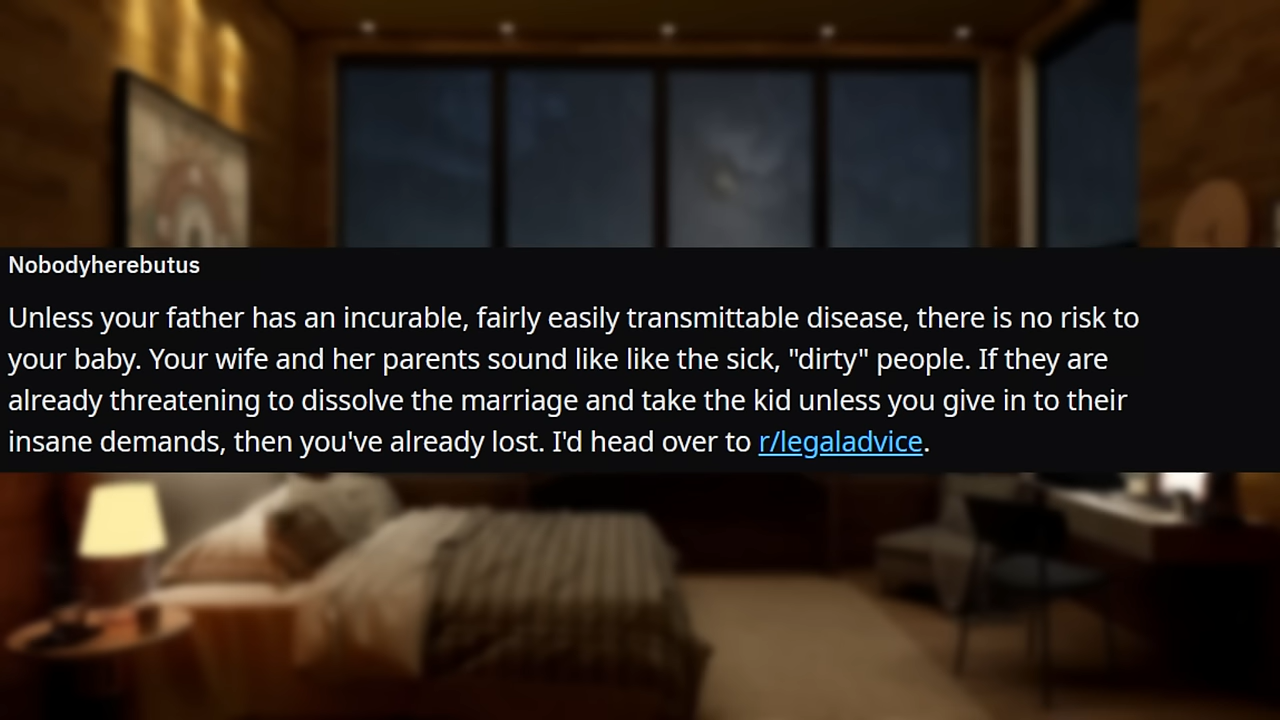 Nobodyherebutus
Unless your father has an incurable, fairly easily transmittable disease, there is no risk to
your baby. Your wife and her parents sound like like the sick, "dirty" people. If they are
already threatening to dissolve the marriage and take the kid unless you give in to their
insane demands, then you've already lost. I'd head over to r/legaladvice.